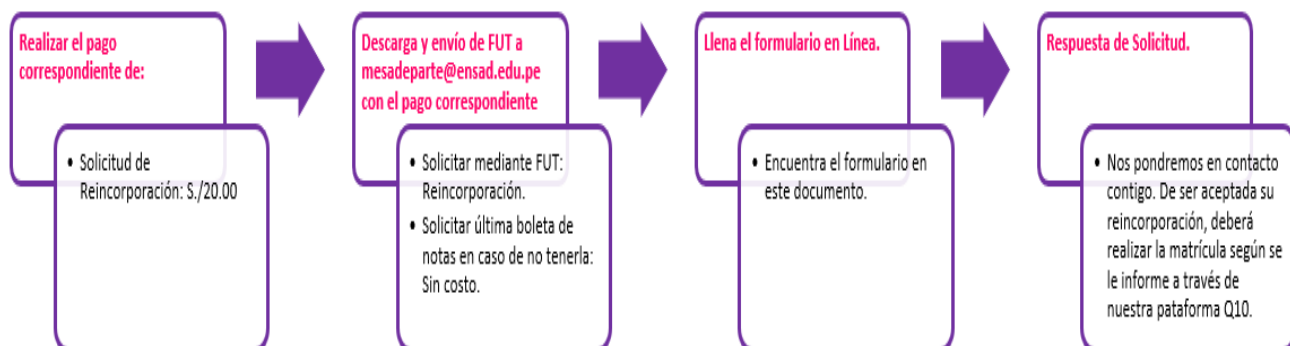 Realizar el pago
correspondiente de:
• Solicitud de
Reincorporación: S./20.00
Descarga y envío de FUT a
mesadeparte@ensad.edu.pe
con el pago correspondiente
• Solicitar mediante FUT:
Reincorporación.
• Solicitar última boleta de
notas en caso de no tenerla:
Sin costo.
Llena el formulario en Línea.
• Encuentra el formulario en
este documento.
Respuesta de Solicitud.
• Nos pondremos en contacto
contigo. De ser aceptada su
reincorporación, deberá
realizar la matrícula según se
le informe a través de
nuestra pataforma Q10.